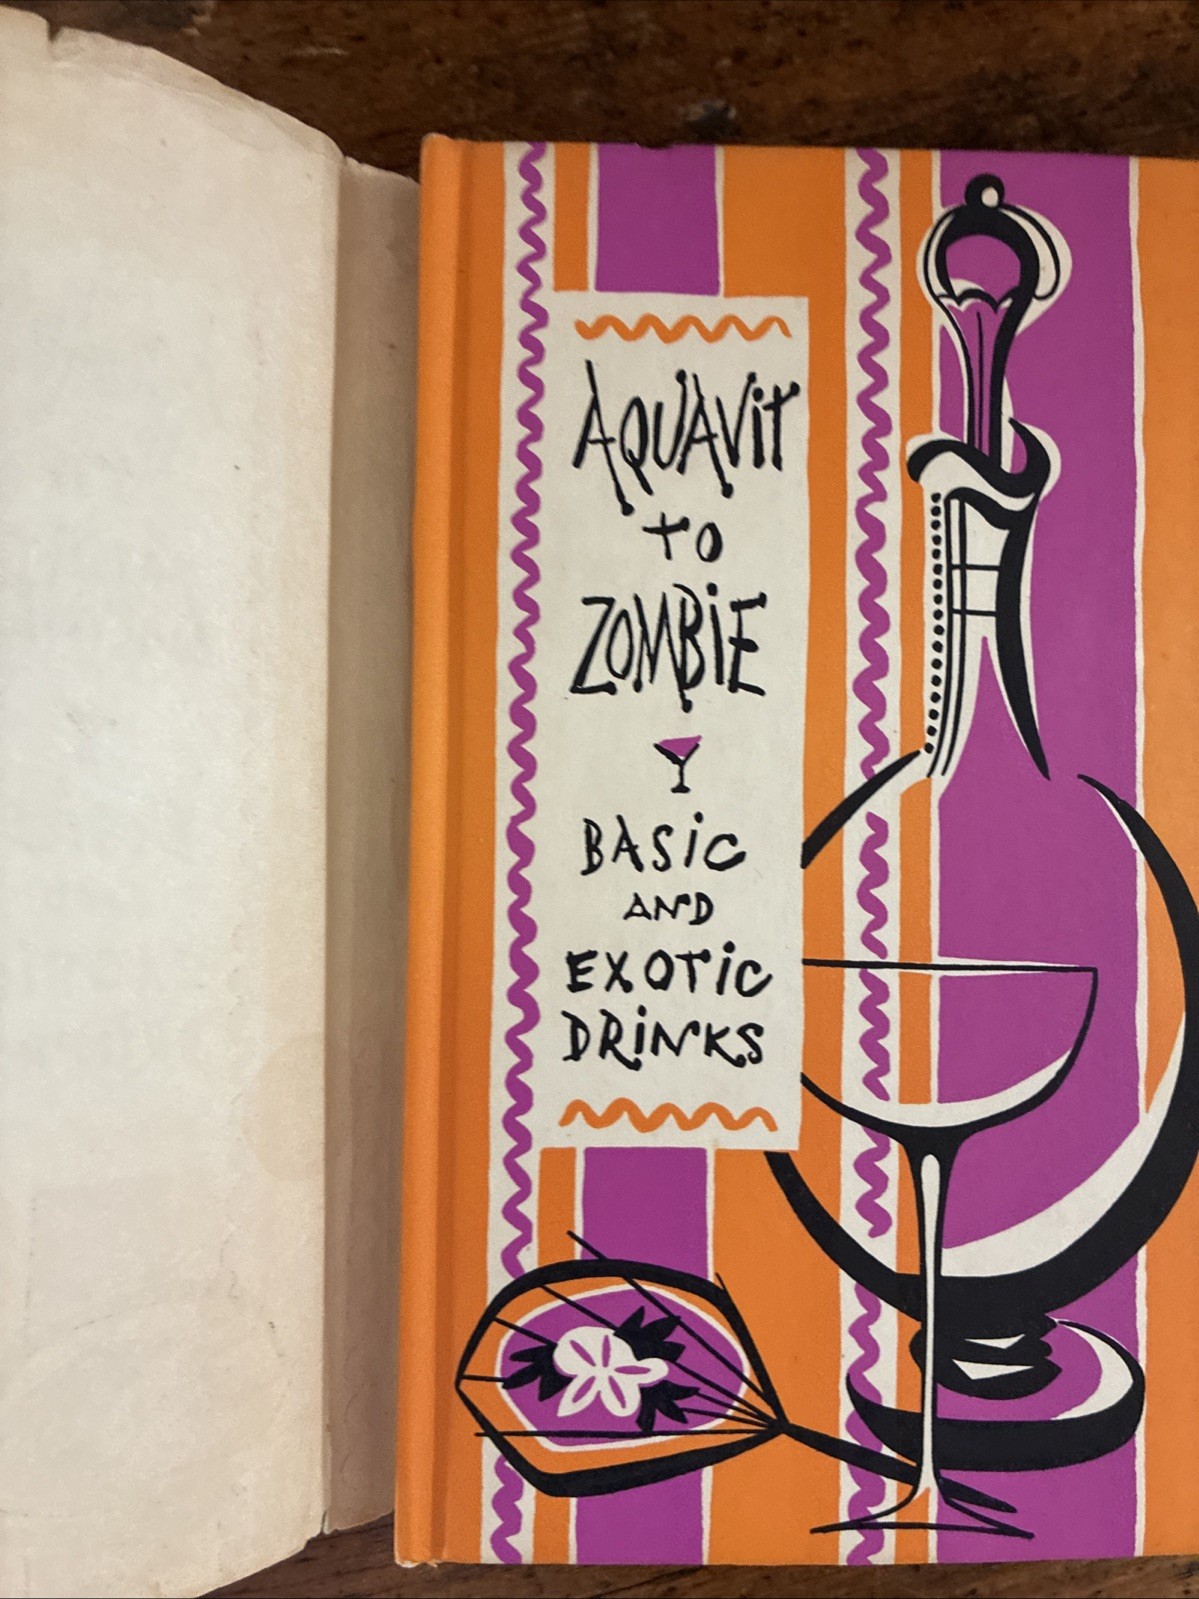 AQUAViT
to
ZOMBiE
BASiC
AND
EXOTiC
DRiNKS